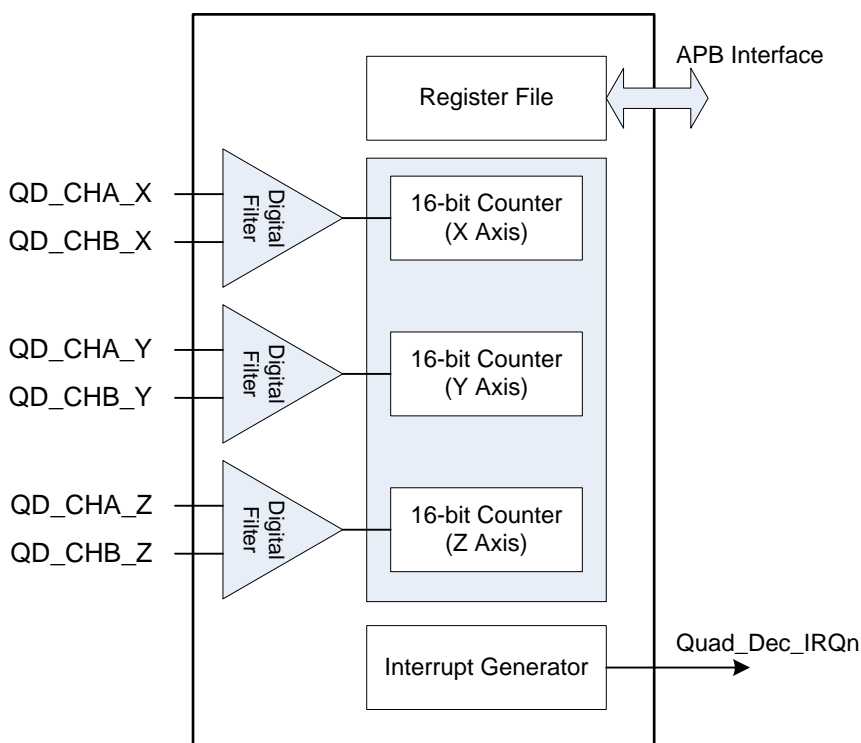 APB Interface
Register File
QD_CHA_X
QD_CHB_X
Digital
Filter
16-bit Counter
(X Axis)
QD_CHA_Y
QD_CHB_Y
Digital
Filter
16-bit Counter
(Y Axis)
QD_CHA_Z
QD_CHB_Z
Digital
Filter
16-bit Counter
(Z Axis)
Quad_Dec_IRQn
Interrupt Generator